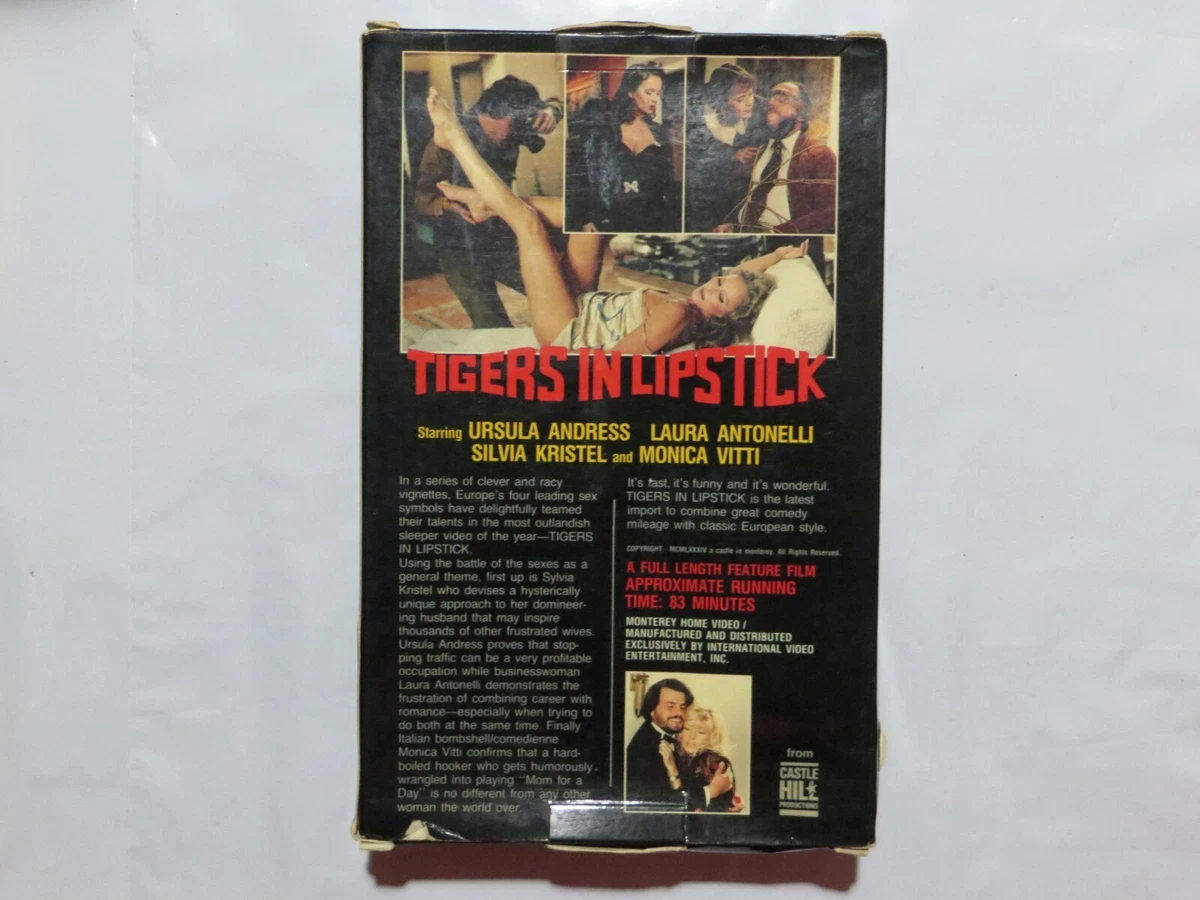 TIGERS IN LIPSTICK
Starring URSULA ANDRESS LAURA ANTONELLI
SILVIA KRISTEL and MONICA VITTI
In a series of clever and racy
vignettes, Europe's four leading sex
symbols have delightfully teamed
their talents in the most outlandish
sleeper video of the year—TIGERS
IN LIPSTICK.
Using the battle of the sexes as a
general theme, first up is Sylvia
Kristel who devises a hysterically
unique approach to her domineer-
ing husband that may inspire
thousands of other frustrated wives.
Ursula Andress proves that stop-
ping traffic can be a very profitable
occupation while businesswoman
Laura Antonelli demonstrates the
frustration of combining career with
romance—especially when trying to
do both at the same time. Finally
Italian bombshell/comedienne
Monica Vitti confirms that a hard-
boiled hooker who gets humorously
wrangled into playing "Mom for a
Day" is no different from any other
woman the world over.
It's fast, it's funny and it's wonderful.
TIGERS IN LIPSTICK is the latest
import to combine great comedy
mileage with classic European style.
COPYRIGHT MCMLXXXIV a castle in monterey. All Rights Reserved.
A FULL LENGTH FEATURE FILM
APPROXIMATE RUNNING
TIME: 83 MINUTES
MONTEREY HOME VIDEO /
MANUFACTURED AND DISTRIBUTED
EXCLUSIVELY BY INTERNATIONAL VIDEO
ENTERTAINMENT, INC.
from
CASTLE
HILL
PRODUCTIONS